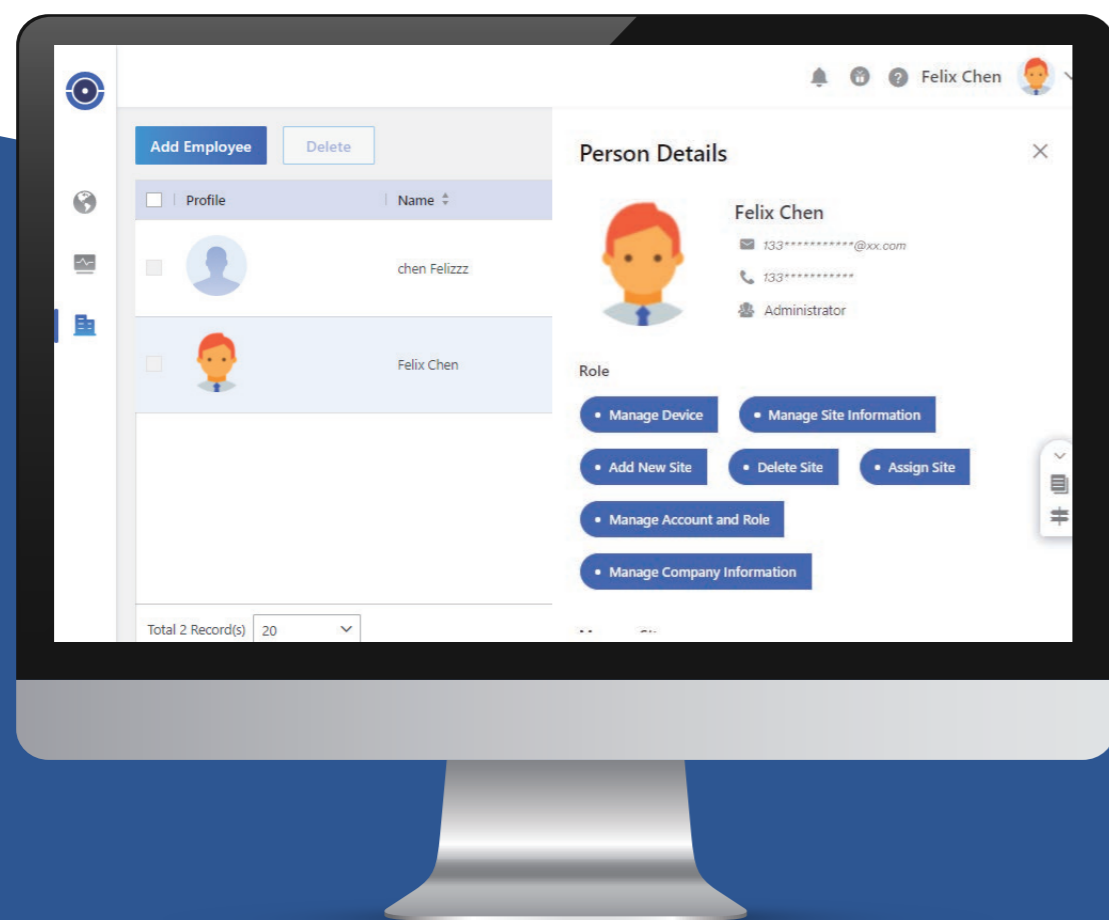 Felix Chen
Add Employee
Delete
Profile
Name
chen Felizzz
Felix Chen
Total 2 Record(s)
20
Person Details
Felix Chen
133***********@xx.com
133***********
Administrator
Role
Manage Device
Manage Site Information
Add New Site
Delete Site
Assign Site
Manage Account and Role
Manage Company Information